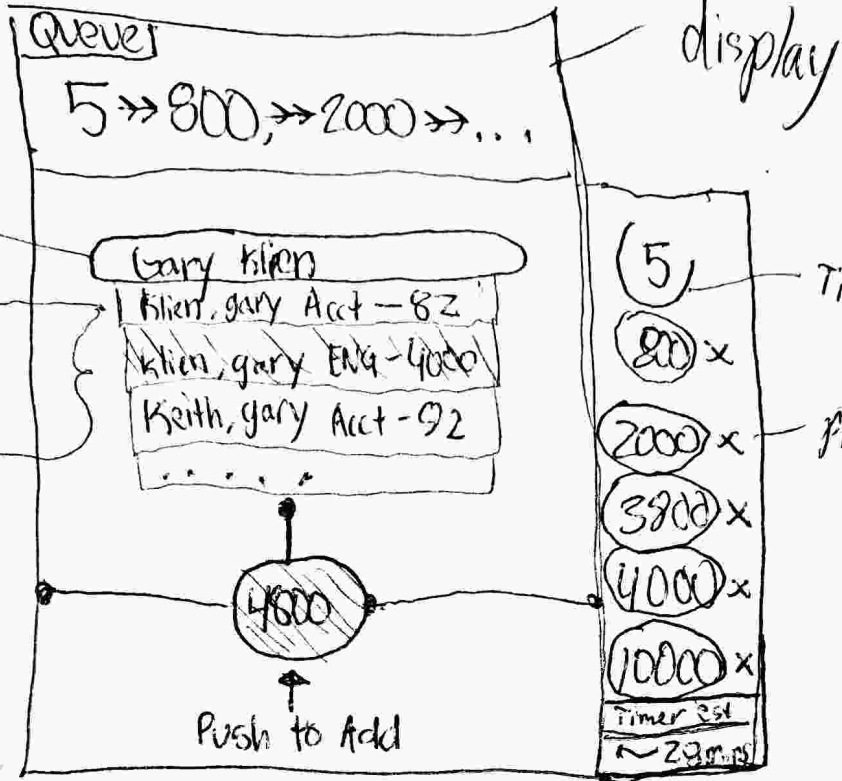 Queue
display
5 >> 800, >> 2000 >> ...
Gary Klien
Klien, gary Acct - 82
Klien, gary ENG - 4000
Keith, gary Acct - 92
. . . . .
4800
Push to Add
5
800 x
2000 x
3800 x
4000 x
10000 x
Timer est